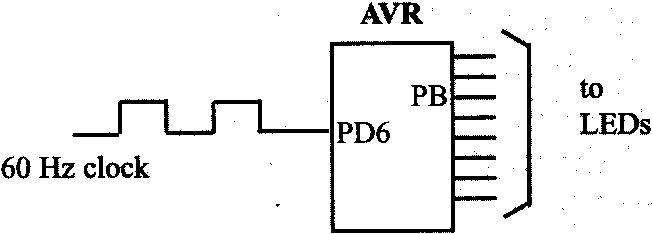 AVR
PB
to
LEDs
PD6
60 Hz clock